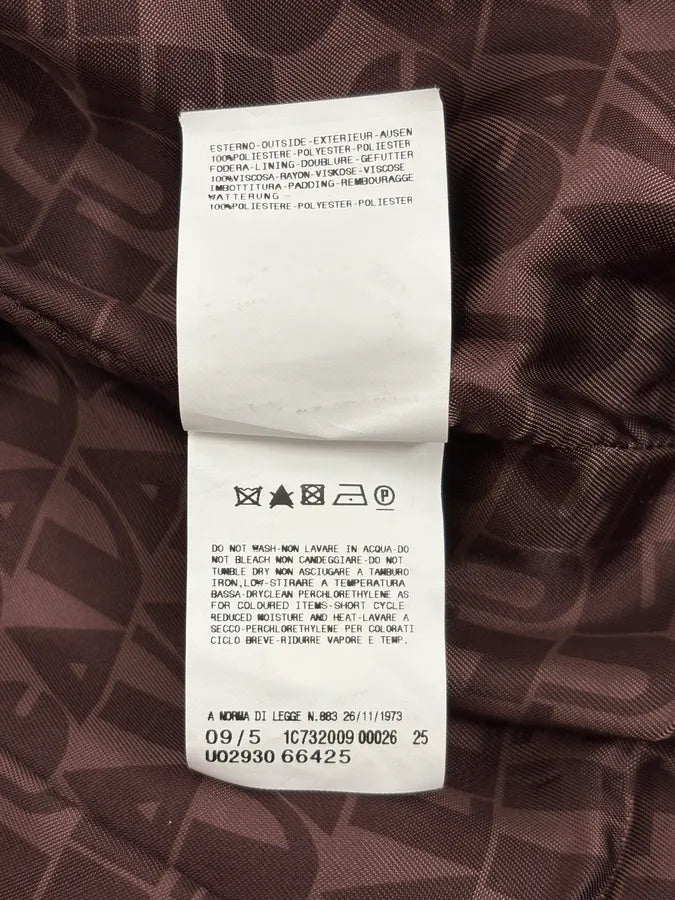 ESTERNO-OUTSIDE-EXTERIEUR-AUSEN
100%POLIESTERE-POLYESTER-POLIESTER
FODERA-LINING-DOUBLURE-GEFUTTER
100%VISCOSA-RAYON-VISKOSE-VISCOSE
IMBOTTITURA-PADDING-REMBOURAGGE
WATTERUNG-
100%POLIESTERE-POLYESTER-POLIESTER
P
DO NOT WASH-NON LAVARE IN ACQUA-DO
NOT BLEACH NON CANDEGGIARE-DO NOT
TUMBLE DRY NON ASCIUGARE A TAMBURO
IRON,LOW-STIRARE A TEMPERATURA
BASSA-DRYCLEAN PERCHLORETHYLENE AS
FOR COLOURED ITEMS-SHORT CYCLE
REDUCED MOISTURE AND HEAT-LAVARE A
SECCO-PERCHLORETHYLENE PER COLORATI
CICLO BREVE-RIDURRE VAPORE E TEMP.
A NORMA DI LEGGE N.883 26/11/1973
09/5 1C732009 00026 25
U02930 66425